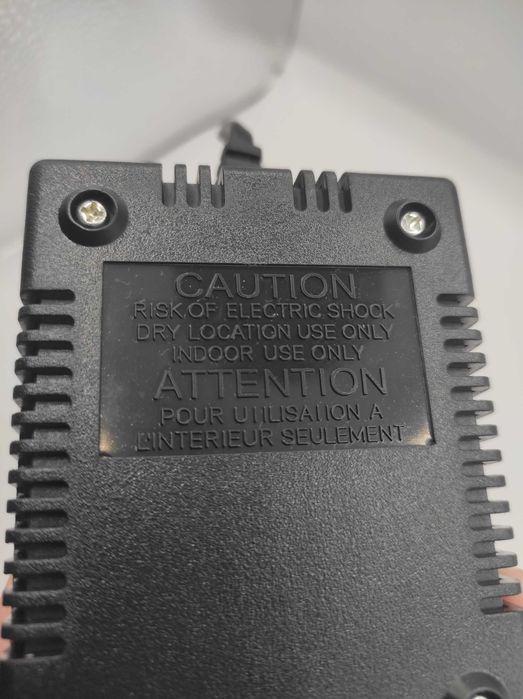 CAUTION
RISK OF ELECTRIC SHOCK
DRY LOCATION USE ONLY
INDOOR USE ONLY
ATTENTION
POUR UTILISATION A
L'INTERIEUR SEULEMENT